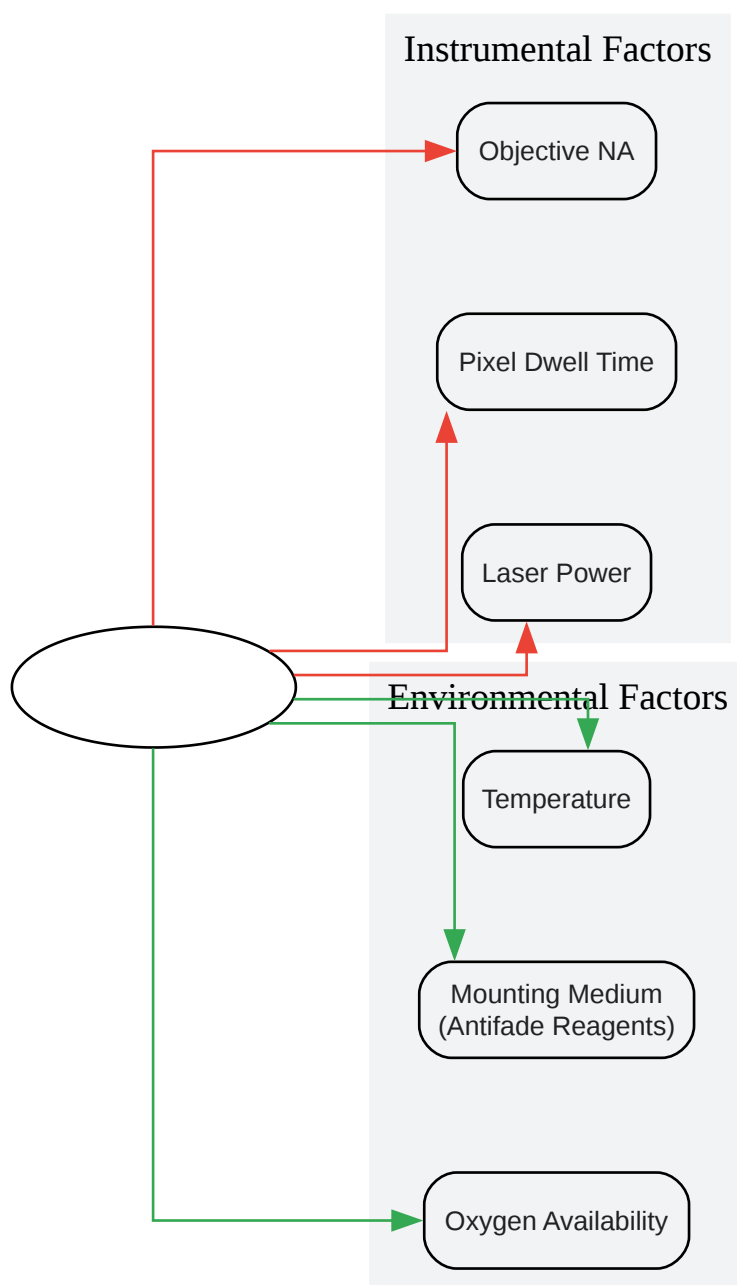 Instrumental Factors
Objective NA
Pixel Dwell Time
Laser Power
Environmental Factors
Temperature
Mounting Medium
(Antifade Reagents)
Oxygen Availability